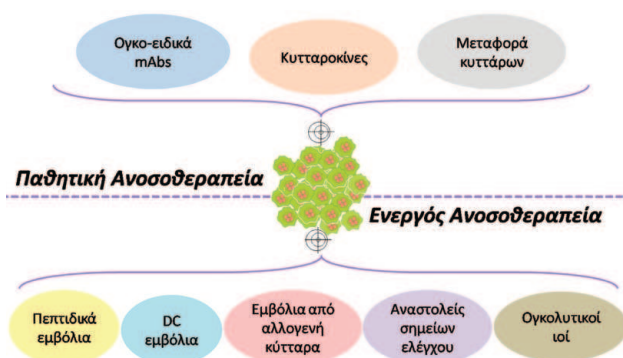 Ογκο-ειδικά
mAbs
Κυτταροκίνες
Μεταφορά
κυττάρων
Παθητική Ανοσοθεραπεία
Ενεργός Ανοσοθεραπεία
Πεπτιδικά
εμβόλια
DC
εμβόλια
Εμβόλια από
αλλογενή
κύτταρα
Αναστολείς
σημείων
ελέγχου
Ογκολυτικοί
ιοί